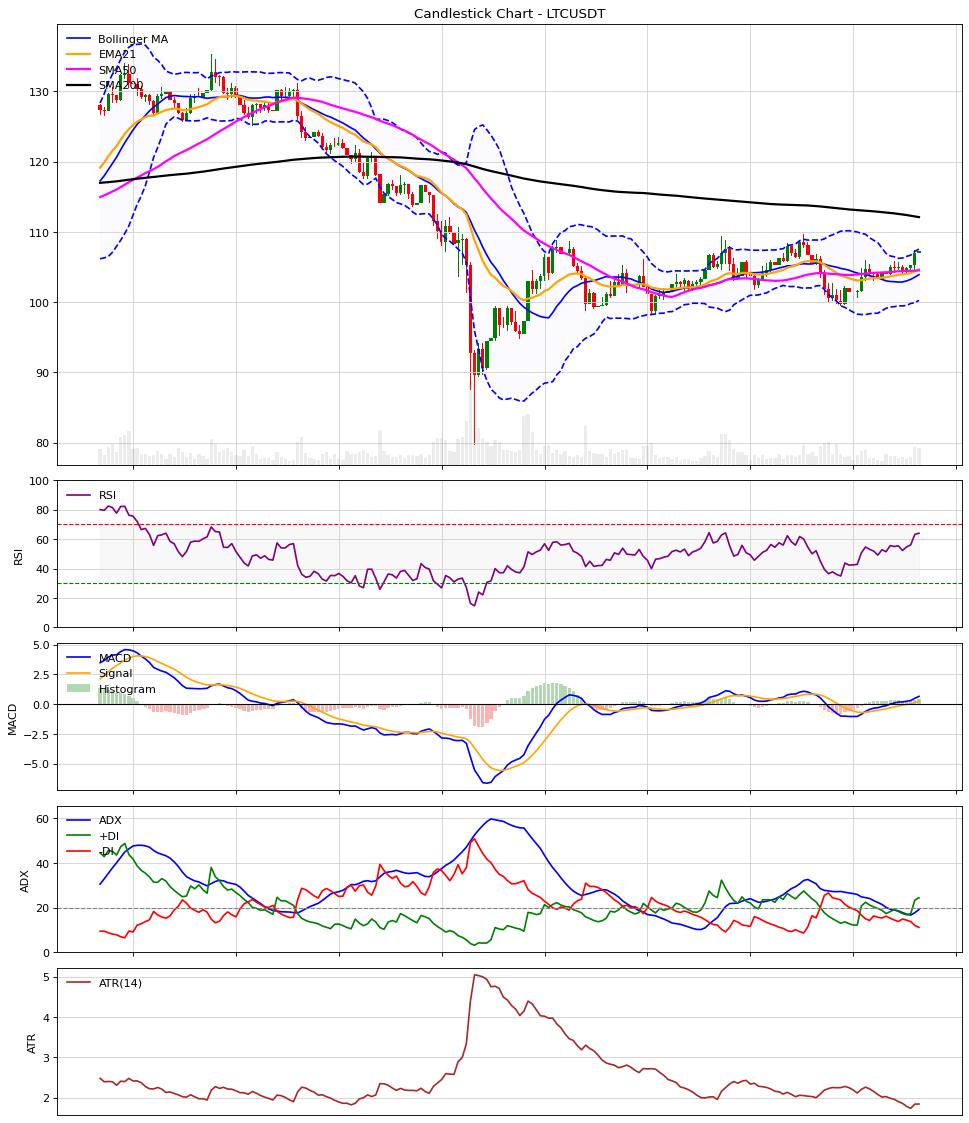 Candlestick Chart - LTCUSDT
Bollinger MA
EMA21
SMA50
SMA200
130
120
110
100
90
80
100
80
60
40
20
0
RSI
RSI
5.0
2.5
0.0
−2.5
−5.0
MACD
MACD
Signal
Histogram
60
40
20
0
ADX
ADX
+DI
-DI
5
4
3
2
ATR
ATR(14)